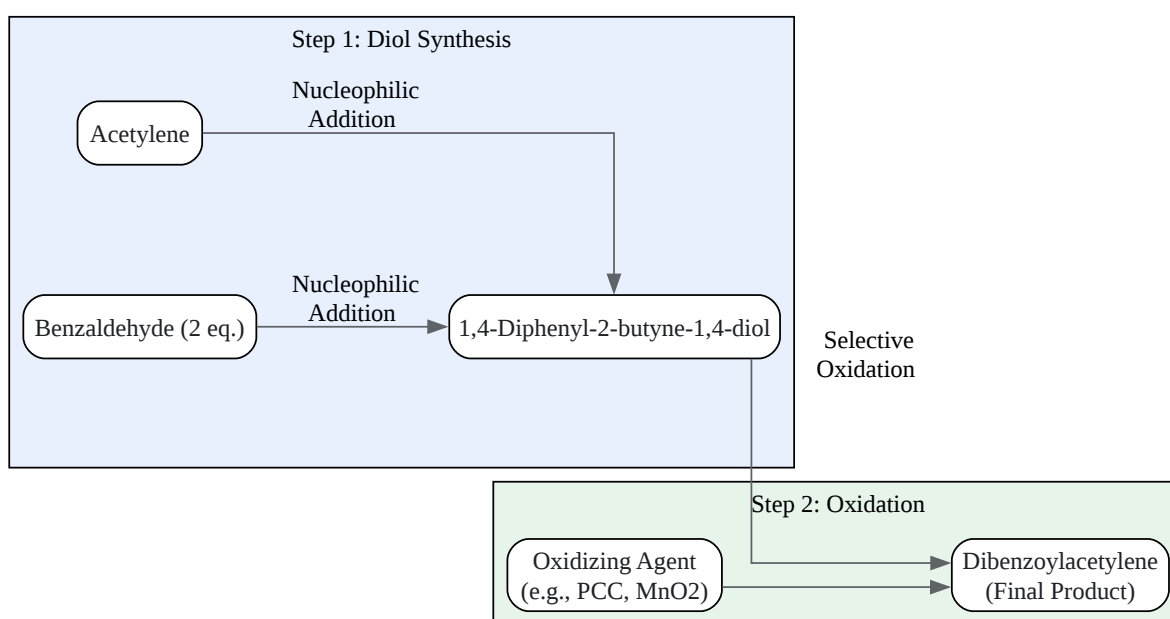 Step 1: Diol Synthesis
Nucleophilic
Addition
Acetylene
Nucleophilic
Addition
Benzaldehyde (2 eq.)
1,4-Diphenyl-2-butyne-1,4-diol
Selective
Oxidation
Step 2: Oxidation
Oxidizing Agent
(e.g., PCC, MnO2)
Dibenzoylacetylene
(Final Product)